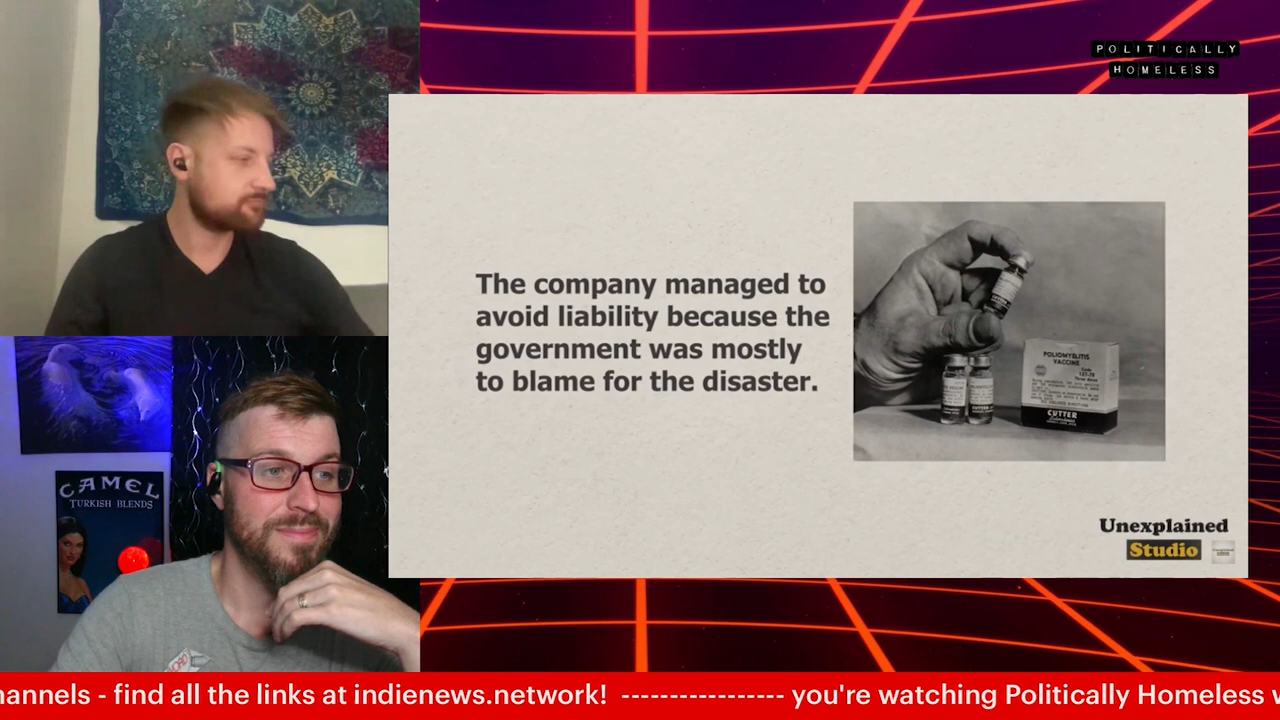 POLITICALLY
HOMELESS
The company managed to
avoid liability because the
government was mostly
to blame for the disaster.
POLIOMYELITIS
VACCINE
CUTTER
Unexplained
Studio
CAMEL
TURKISH BLENDS
hannels - find all the links at indienews.network! ----------------- you're watching Politically Homeless w